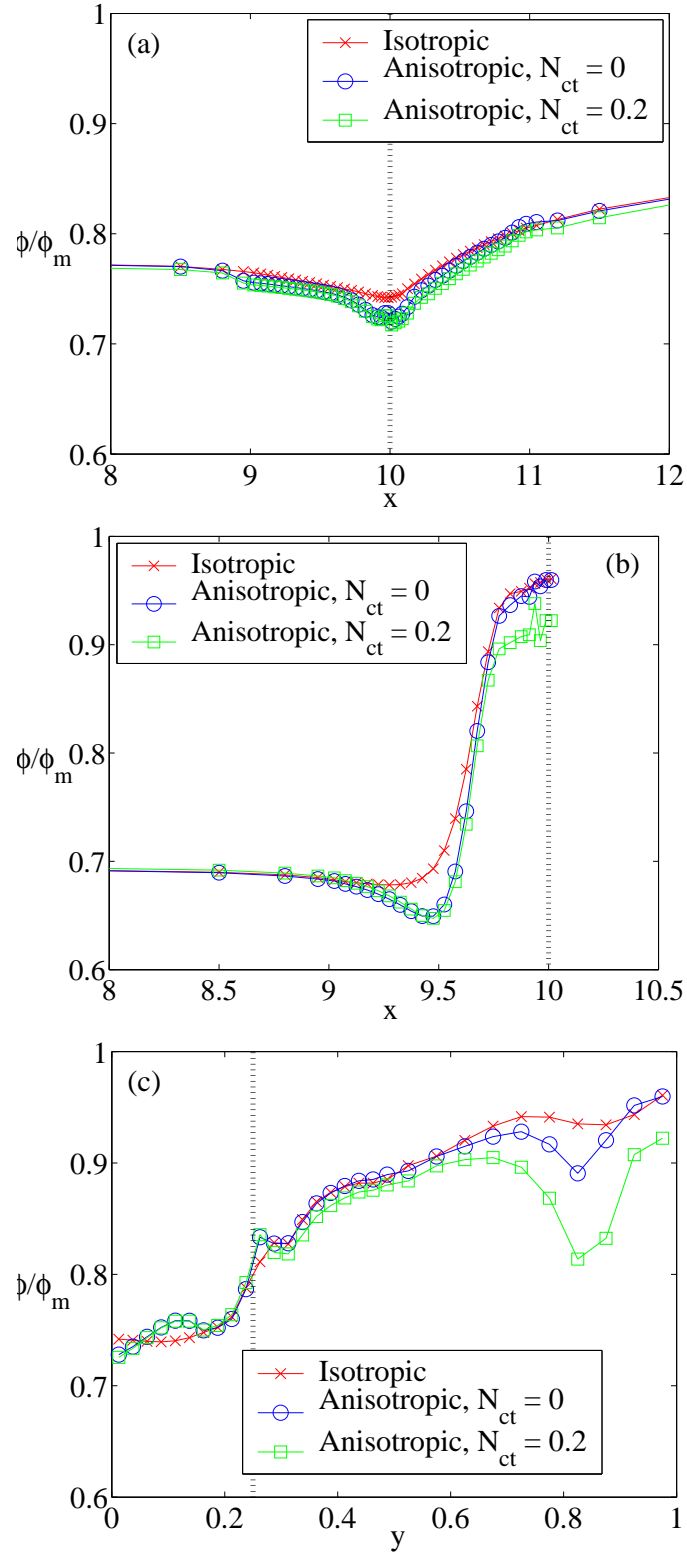 (a)
Isotropic
Anisotropic, N_ct = 0
Anisotropic, N_ct = 0.2
1
0.9
0.8
0.7
0.6
ϕ/ϕ_m
8 9 10 11 12
x
(b)
Isotropic
Anisotropic, N_ct = 0
Anisotropic, N_ct = 0.2
1
0.9
0.8
0.7
0.6
ϕ/ϕ_m
8 8.5 9 9.5 10 10.5
x
(c)
1
0.9
0.8
0.7
0.6
ϕ/ϕ_m
Isotropic
Anisotropic, N_ct = 0
Anisotropic, N_ct = 0.2
0 0.2 0.4 0.6 0.8 1
y